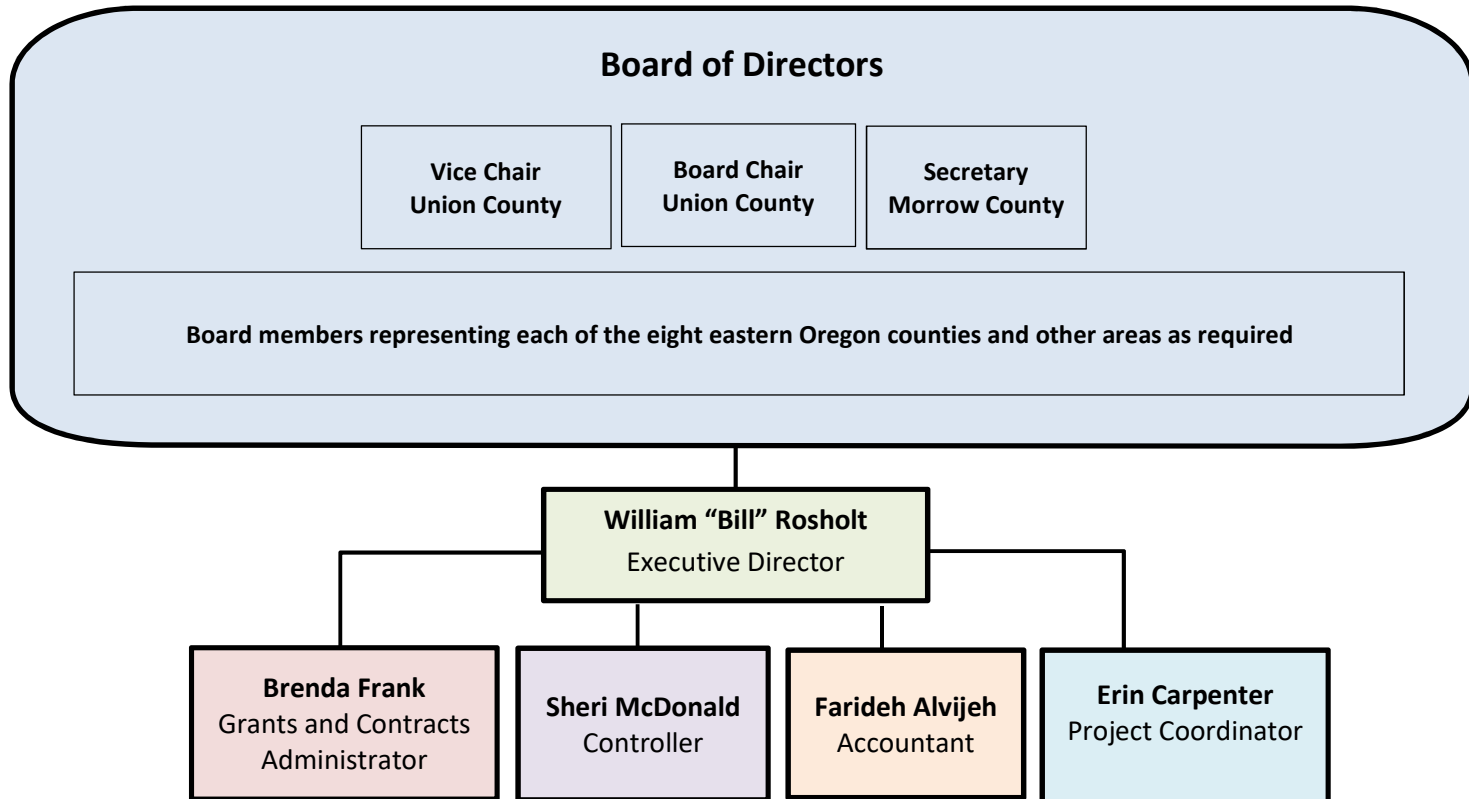 Board of Directors
Vice Chair
Union County
Board Chair
Union County
Secretary
Morrow County
Board members representing each of the eight eastern Oregon counties and other areas as required
William “Bill” Rosholt
Executive Director
Brenda Frank
Grants and Contracts
Administrator
Sheri McDonald
Controller
Farideh Alvijeh
Accountant
Erin Carpenter
Project Coordinator